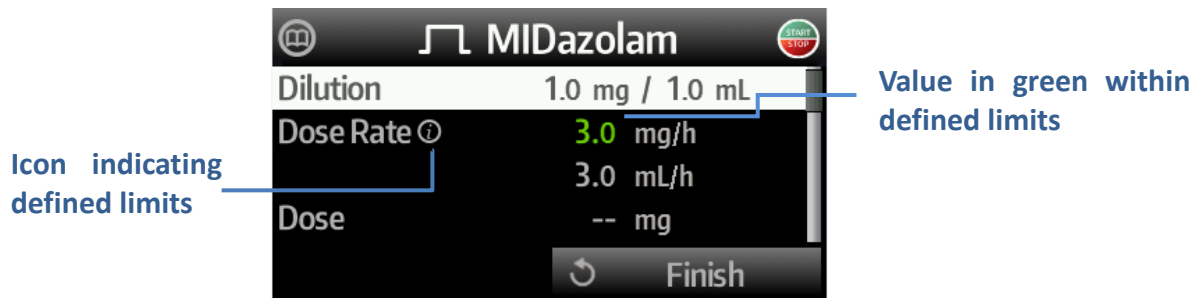 MIDazolam
START
STOP
Dilution 1.0 mg / 1.0 mL
Dose Rate i 3.0 mg/h
3.0 mL/h
Dose -- mg
Finish
Icon indicating
defined limits
Value in green within
defined limits